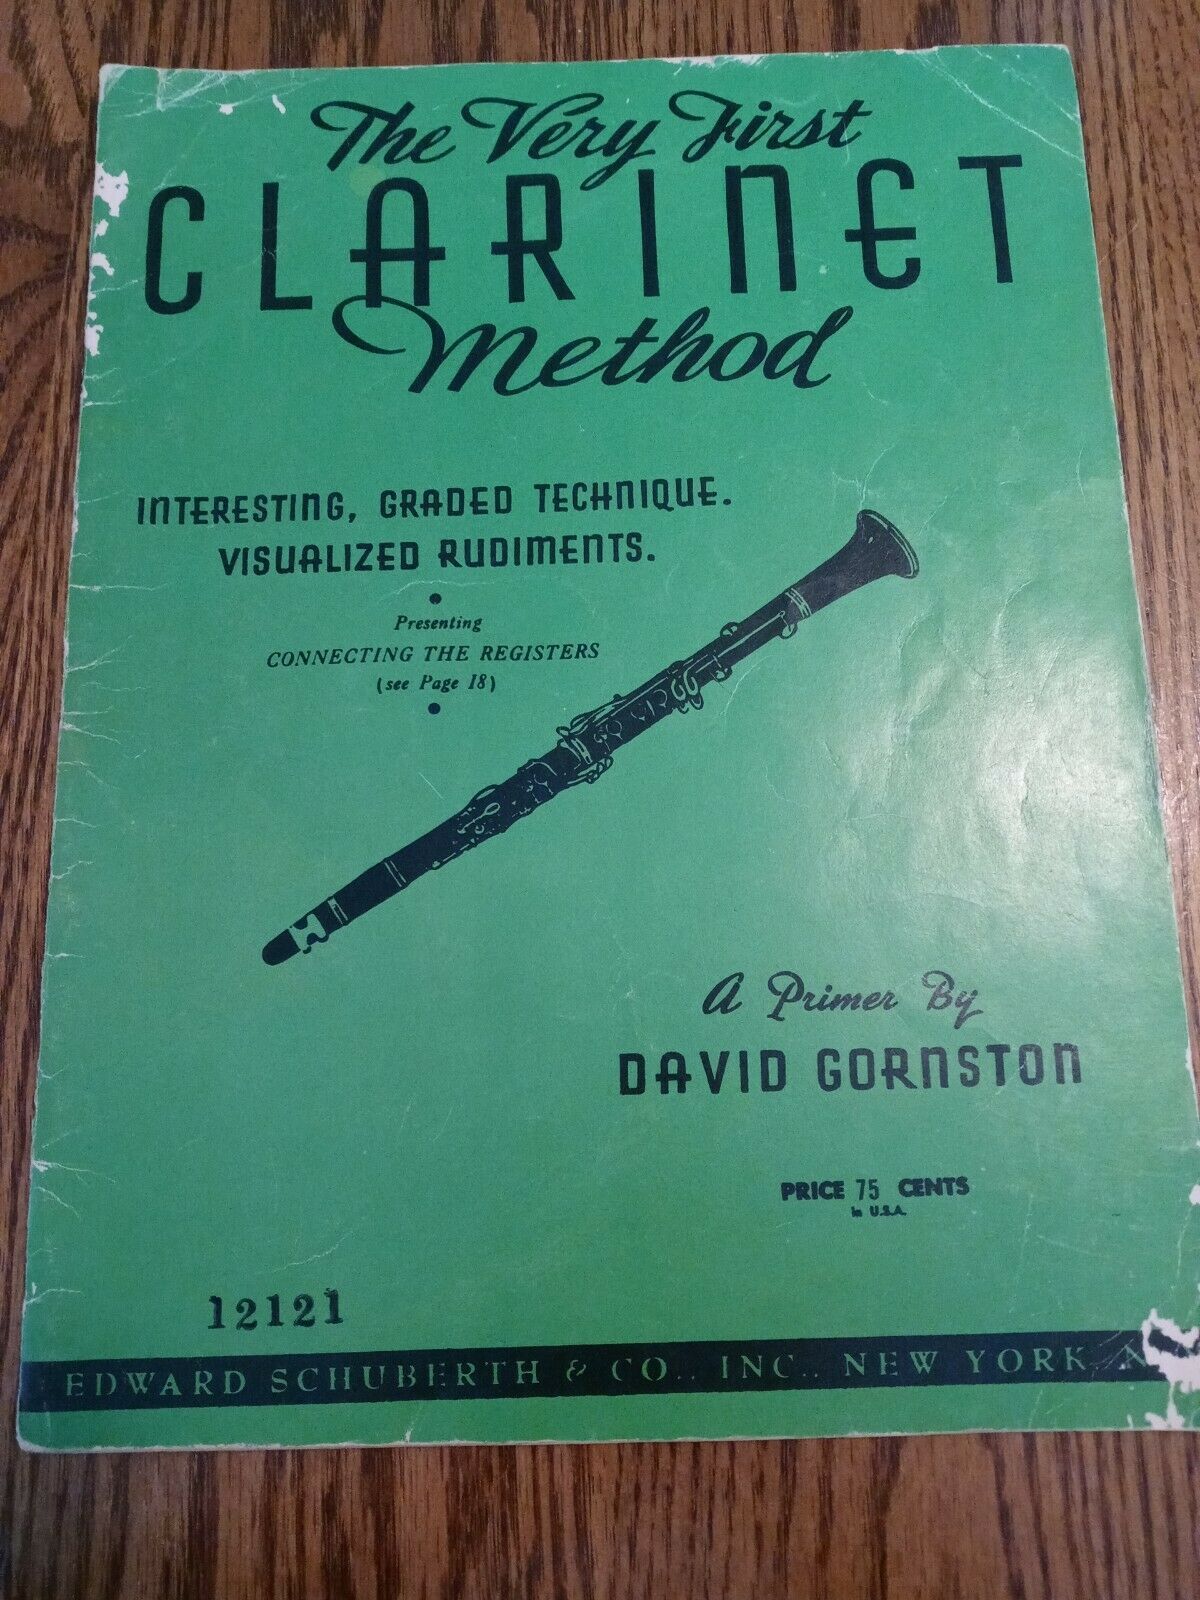 The Very First
CLARINET
Method
INTERESTING, GRADED TECHNIQUE.
VISUALIZED RUDIMENTS.
Presenting
CONNECTING THE REGISTERS
(see Page 18)
A Primer By
DAVID GORNSTON
PRICE 75 CENTS
in U.S.A.
12121
EDWARD SCHUBERTH & CO., INC., NEW YORK, N